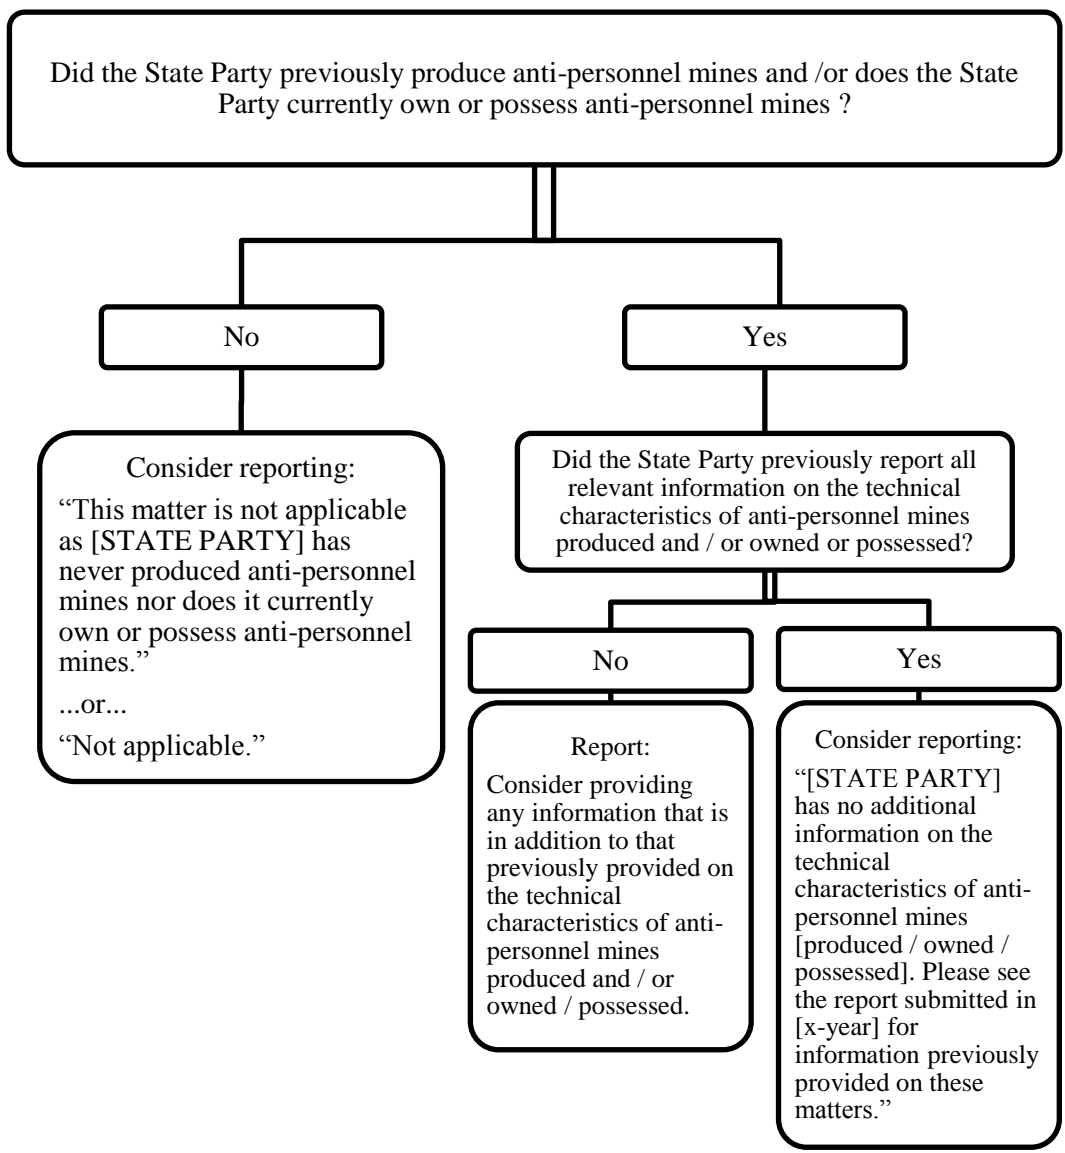 Did the State Party previously produce anti-personnel mines and /or does the State
Party currently own or possess anti-personnel mines ?
No
Yes
Consider reporting:
“This matter is not applicable
as [STATE PARTY] has
never produced anti-personnel
mines nor does it currently
own or possess anti-personnel
mines.”
...or...
“Not applicable.”
Did the State Party previously report all
relevant information on the technical
characteristics of anti-personnel mines
produced and / or owned or possessed?
No
Yes
Report:
Consider providing
any information that is
in addition to that
previously provided on
the technical
characteristics of anti-
personnel mines
produced and / or
owned / possessed.
Consider reporting:
“[STATE PARTY]
has no additional
information on the
technical
characteristics of anti-
personnel mines
[produced / owned /
possessed]. Please see
the report submitted in
[x-year] for
information previously
provided on these
matters.”